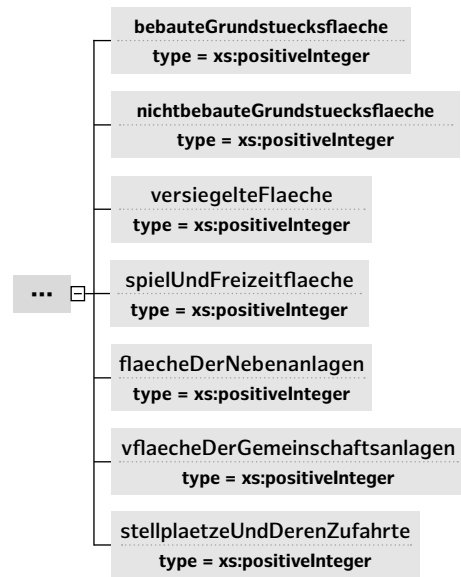 bebauteGrundstuecksflaeche
type = xs:positiveInteger
nichtbebauteGrundstuecksflaeche
type = xs:positiveInteger
versiegelteFlaeche
type = xs:positiveInteger
...
spielUndFreizeitflaeche
type = xs:positiveInteger
flaecheDerNebenanlagen
type = xs:positiveInteger
vflaecheDerGemeinschaftsanlagen
type = xs:positiveInteger
stellplaetzeUndDerenZufahrte
type = xs:positiveInteger